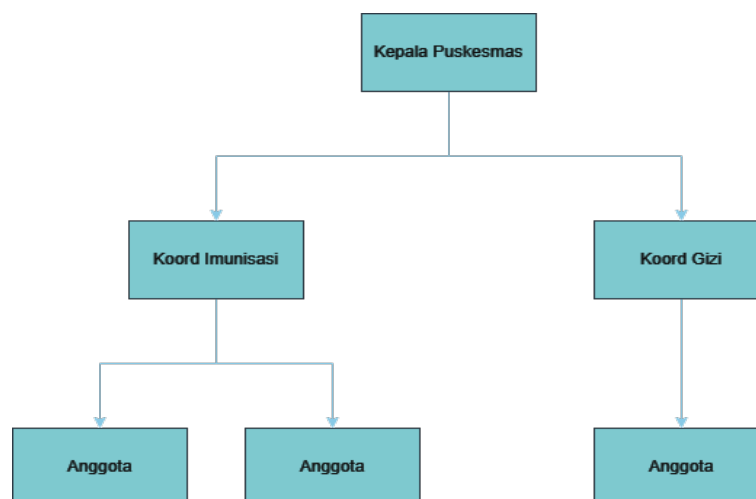 Kepala Puskesmas
Koord Imunisasi
Koord Gizi
Anggota
Anggota
Anggota